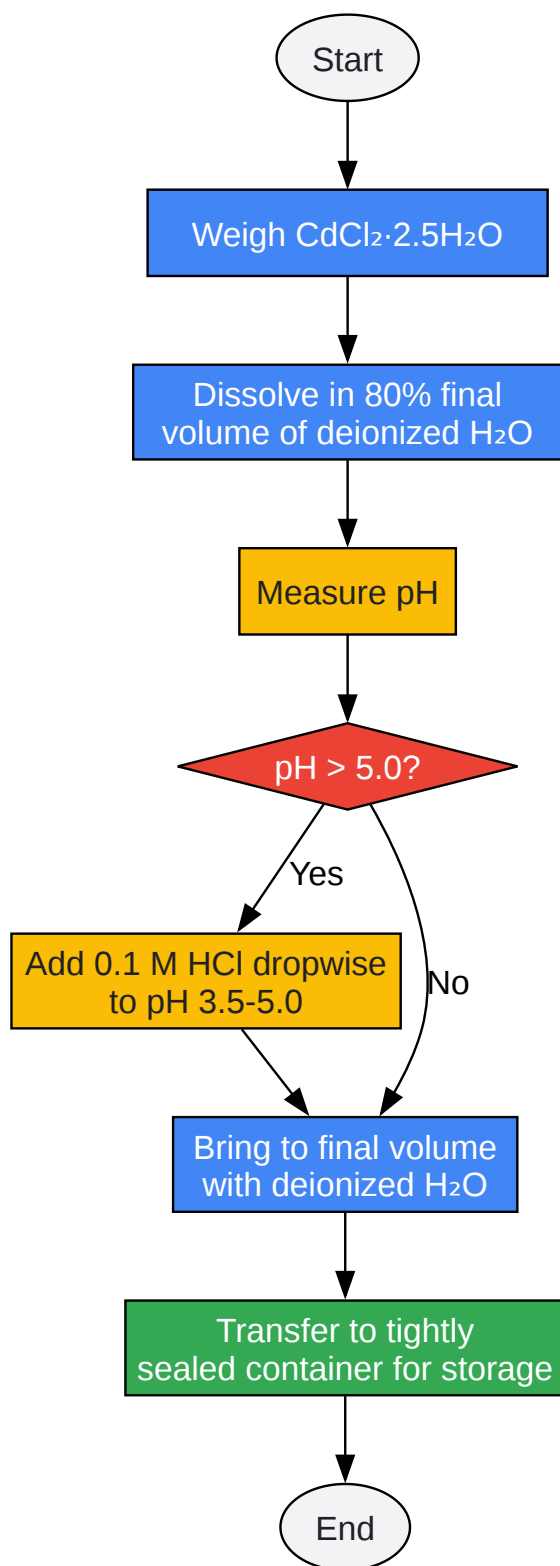 Start
Weigh CdCl₂·2.5H₂O
Dissolve in 80% final
volume of deionized H₂O
Measure pH
pH > 5.0?
Yes
Add 0.1 M HCl dropwise
to pH 3.5-5.0
No
Bring to final volume
with deionized H₂O
Transfer to tightly
sealed container for storage
End